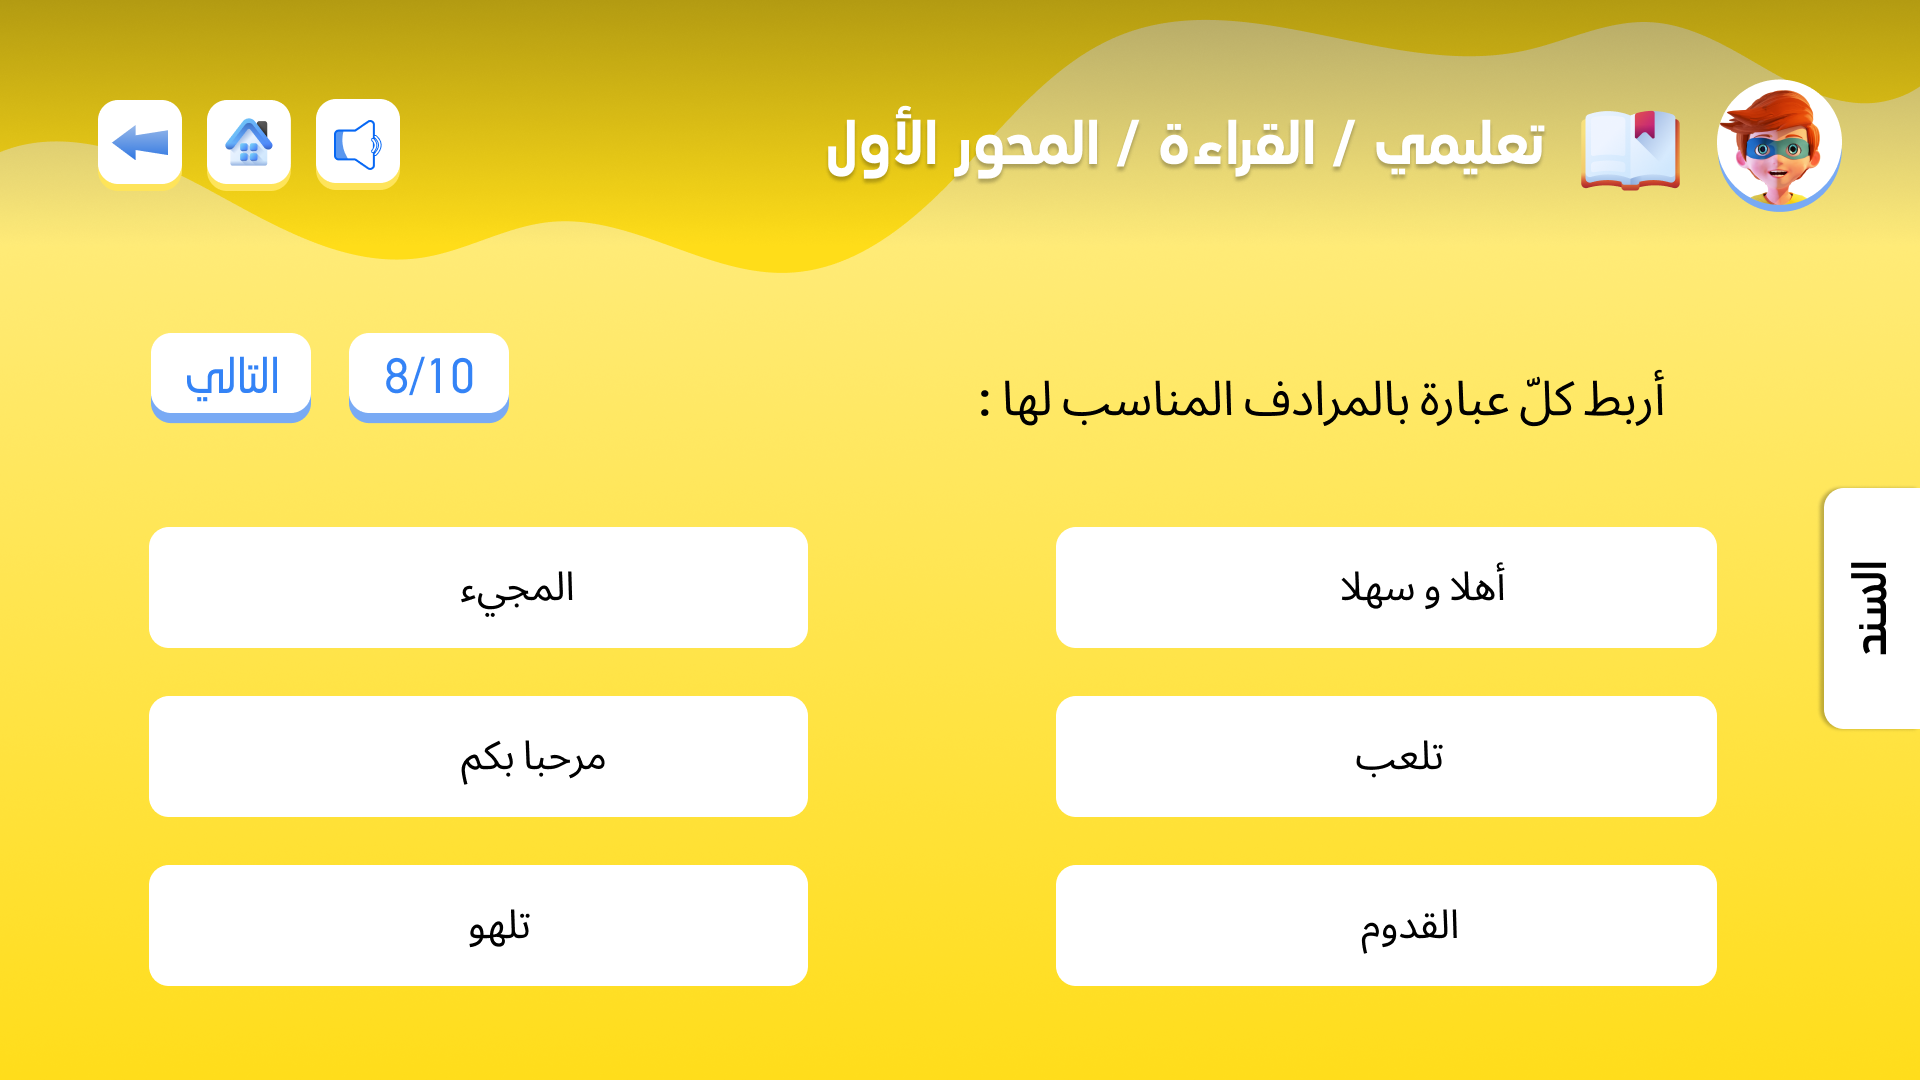 تعليمي / القراءة / المحور الأول
أربط كلّ عبارة بالمرادف المناسب لها :
8/10
التالي
السند
أهلا و سهلا
المجيء
تلعب
مرحبا بكم
القدوم
تلهو